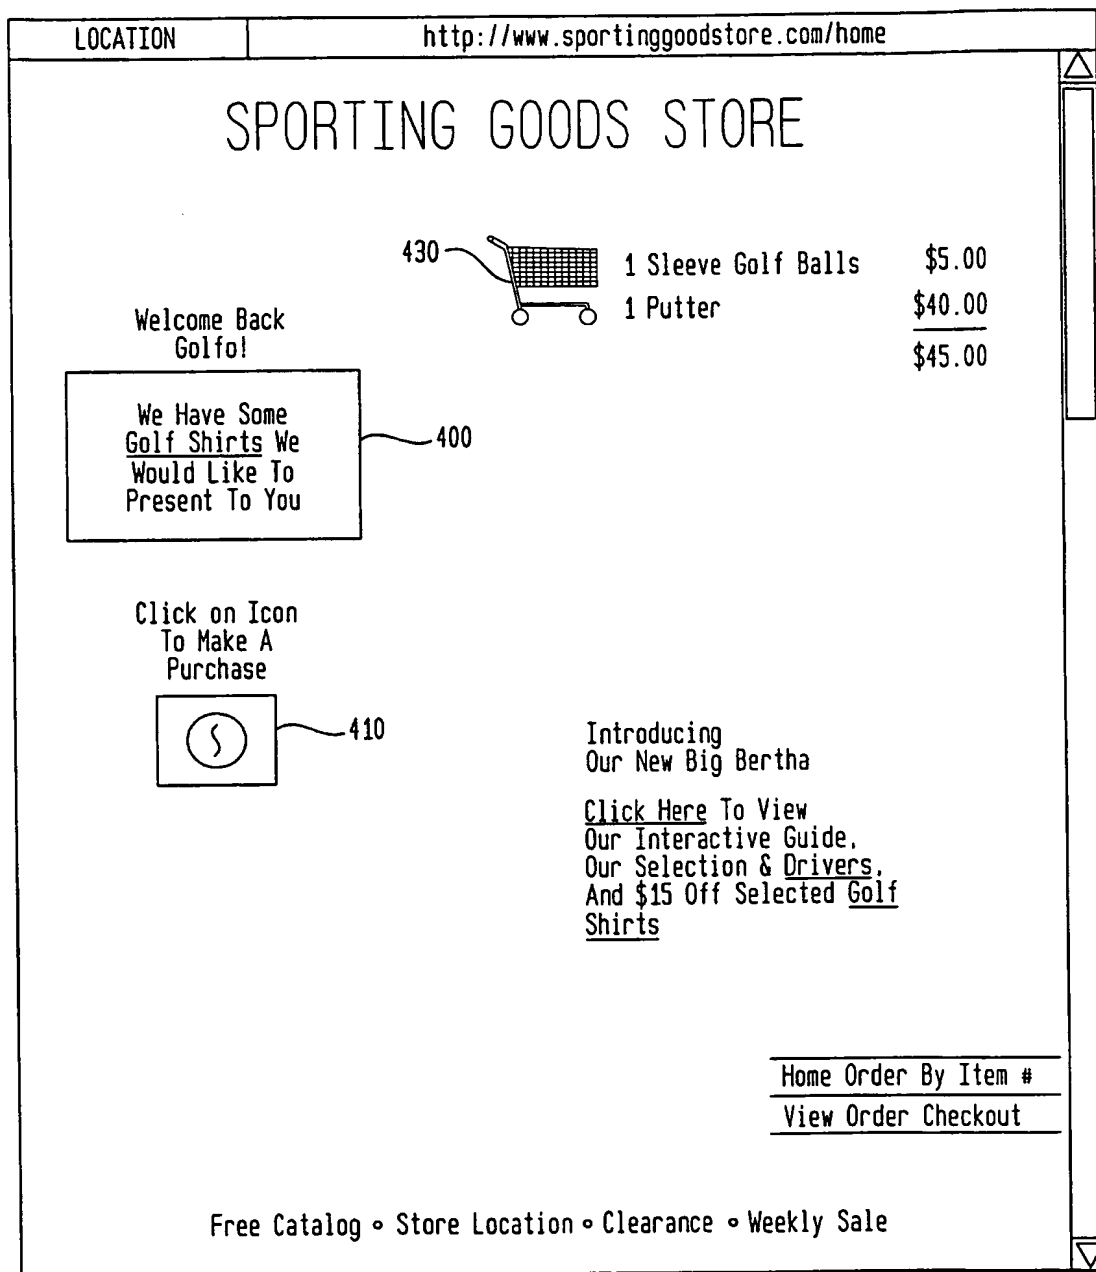 LOCATION http://www.sportinggoodstore.com/home
SPORTING GOODS STORE
430
1 Sleeve Golf Balls $5.00
1 Putter $40.00
$45.00
Welcome Back
Golfo!
We Have Some
Golf Shirts We
Would Like To
Present To You
400
Click on Icon
To Make A
Purchase
410
Introducing
Our New Big Bertha
Click Here To View
Our Interactive Guide,
Our Selection & Drivers,
And $15 Off Selected Golf
Shirts
Home Order By Item #
View Order Checkout
Free Catalog ∘ Store Location ∘ Clearance ∘ Weekly Sale